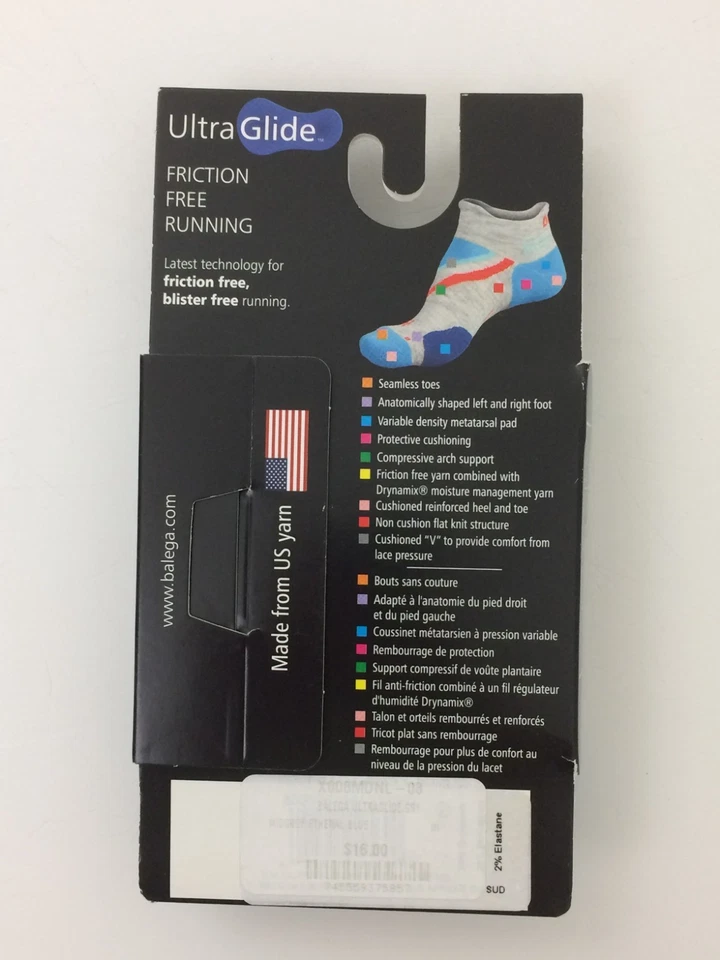 UltraGlide™
FRICTION
FREE
RUNNING
Latest technology for
friction free,
blister free running.
www.balega.com
Made from US yarn
Seamless toes
Anatomically shaped left and right foot
Variable density metatarsal pad
Protective cushioning
Compressive arch support
Friction free yarn combined with
Drynamix® moisture management yarn
Cushioned reinforced heel and toe
Non cushion flat knit structure
Cushioned “V” to provide comfort from
lace pressure
Bouts sans couture
Adapté à l'anatomie du pied droit
et du pied gauche
Coussinet métatarsien à pression variable
Rembourrage de protection
Support compressif de voûte plantaire
Fil anti-friction combiné à un fil régulateur
d'humidité Drynamix®
Talon et orteils rembourrés et renforcés
Tricot plat sans rembourrage
Rembourrage pour plus de confort au
niveau de la pression du lacet
$16.00
2% Elastane
SUD